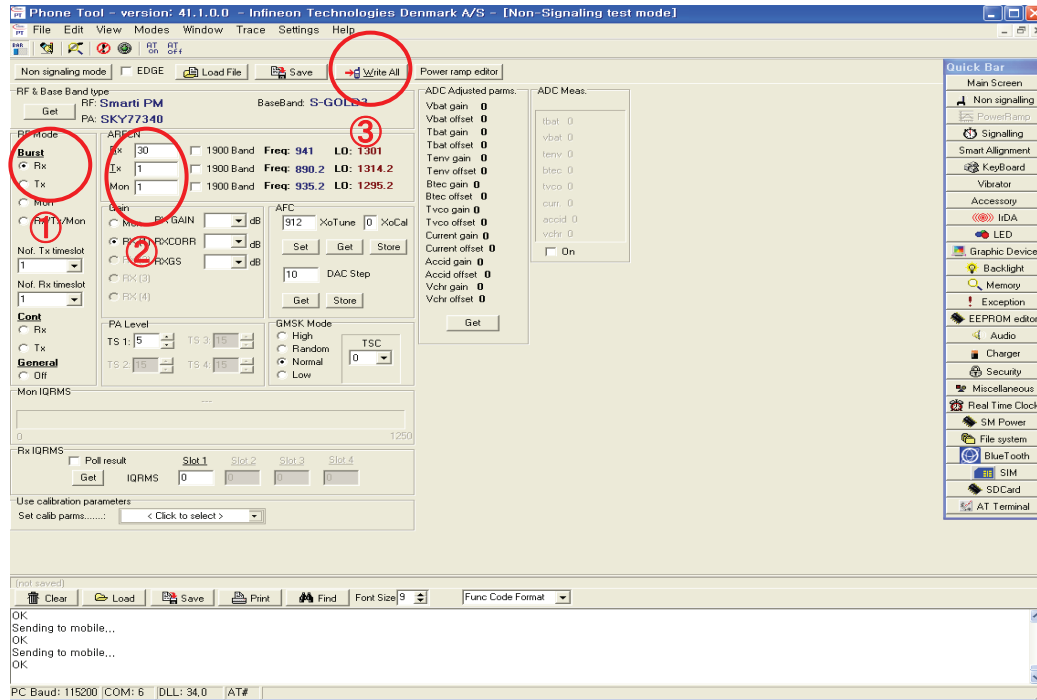 Phone Tool - version: 41.1.0.0 - Infineon Technologies Denmark A/S - [Non-Signaling test mode]
File Edit View Modes Window Trace Settings Help
AT on AT off
Non signaling mode EDGE Load File Save Write All Power ramp editor
RF & Base Band type
Get RF: Smarti PM BaseBand: S-GOLD3
PA: SKY77340
③
RF Mode
Burst
Rx
Tx
Mon
Rx/Tx/Mon
①
Nof. Tx timeslot
1
Nof. Rx timeslot
1
Cont
Rx
Tx
General
Off
ARFCN
Rx 30 1900 Band Freq: 941 LO: 1301
Tx 1 1900 Band Freq: 890.2 LO: 1314.2
Mon 1 1900 Band Freq: 935.2 LO: 1295.2
Gain
Mon RX GAIN dB
RXCORR dB
RXGS dB
RX (3)
RX (4)
②
AFC
912 XoTune 0 XoCal
Set Get Store
10 DAC Step
Get Store
PA Level
TS 1: 5 TS 3: 15
TS 2: 15 TS 4: 15
GMSK Mode
High
Random
Normal
Low
TSC
0
Mon IQRMS
---
0 1250
Rx IQRMS
Poll result Slot 1 Slot 2 Slot 3 Slot 4
Get IQRMS 0 0 0 0
Use calibration parameters
Set calib parms......: < Click to select >
ADC Adjusted parms.
Vbat gain 0
Vbat offset 0
Tbat gain 0
Tbat offset 0
Tenv gain 0
Tenv offset 0
Btec gain 0
Btec offset 0
Tvco gain 0
Tvco offset 0
Current gain 0
Current offset 0
Accid gain 0
Accid offset 0
Vchr gain 0
Vchr offset 0
Get
ADC Meas.
tbat 0
vbat 0
tenv 0
btec 0
tvco 0
curr. 0
accid 0
vchr 0
On
Quick Bar
Main Screen
Non signalling
PowerRamp
Signalling
Smart Allignment
KeyBoard
Vibrator
Accessory
IrDA
LED
Graphic Device
Backlight
Memory
Exception
EEPROM editor
Audio
Charger
Security
Miscellaneous
Real Time Clock
SM Power
File system
BlueTooth
SIM
SDCard
AT Terminal
(not saved)
Clear Load Save Print Find Font Size 9 Func Code Format
OK
Sending to mobile...
OK
Sending to mobile...
OK
PC Baud: 115200 COM: 6 DLL: 34,0 AT#